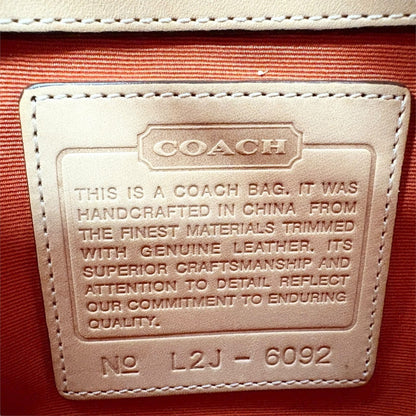 COACH
THIS IS A COACH BAG. IT WAS
HANDCRAFTED IN CHINA FROM
THE FINEST MATERIALS TRIMMED
WITH GENUINE LEATHER. ITS
SUPERIOR CRAFTSMANSHIP AND
ATTENTION TO DETAIL REFLECT
OUR COMMITMENT TO ENDURING
QUALITY.
Nº L2J - 6092